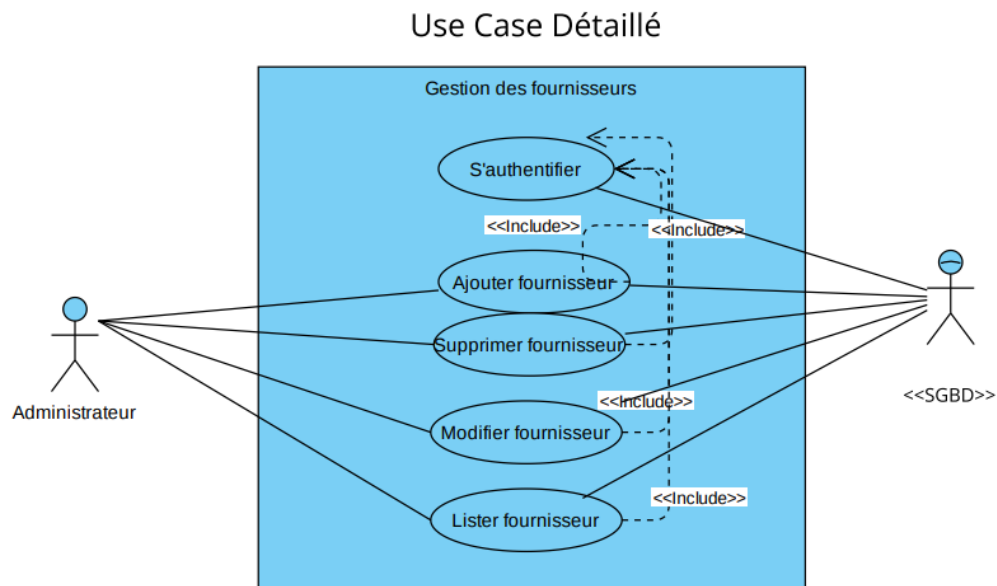 Use Case Détaillé
Gestion des fournisseurs
S'authentifier
<<Include>>
<<Include>>
Ajouter fournisseur
Supprimer fournisseur
Administrateur
<<SGBD>>
<<Include>>
Modifier fournisseur
<<Include>>
Lister fournisseur